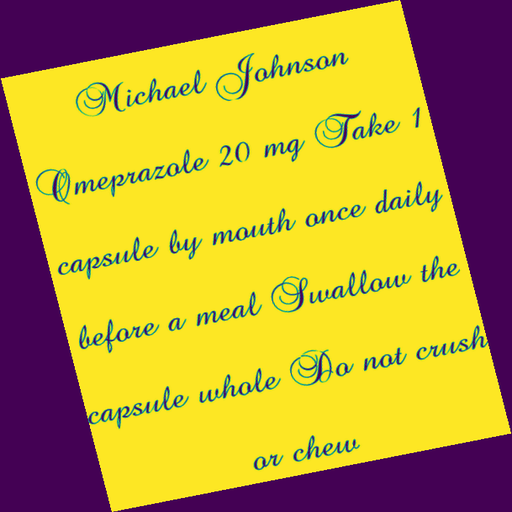 Michael Johnson
Omeprazole 20 mg Take 1
capsule by mouth once daily
before a meal Swallow the
capsule whole Do not crush
or chew